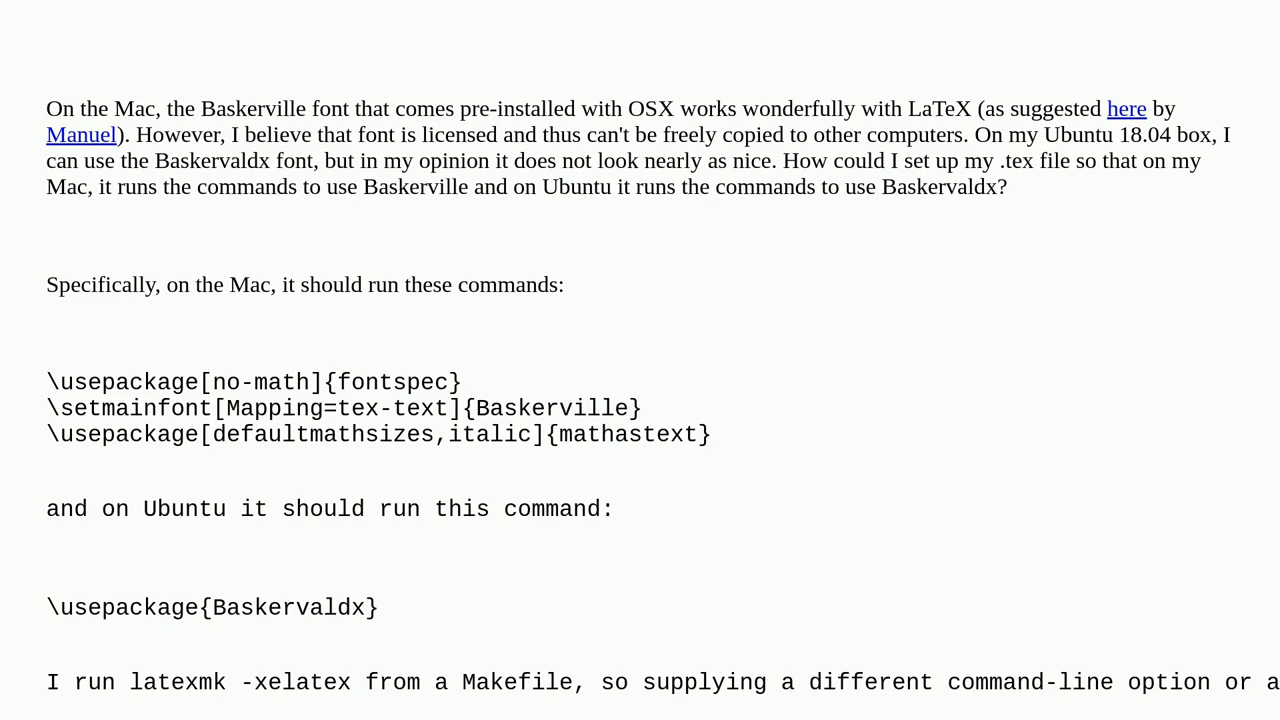 On the Mac, the Baskerville font that comes pre-installed with OSX works wonderfully with LaTeX (as suggested here by
Manuel). However, I believe that font is licensed and thus can't be freely copied to other computers. On my Ubuntu 18.04 box, I
can use the Baskervaldx font, but in my opinion it does not look nearly as nice. How could I set up my .tex file so that on my
Mac, it runs the commands to use Baskerville and on Ubuntu it runs the commands to use Baskervaldx?
Specifically, on the Mac, it should run these commands:
\usepackage[no-math]{fontspec}
\setmainfont[Mapping=tex-text]{Baskerville}
\usepackage[defaultmathsizes,italic]{mathastext}
and on Ubuntu it should run this command:
\usepackage{Baskervaldx}
I run latexmk -xelatex from a Makefile, so supplying a different command-line option or a